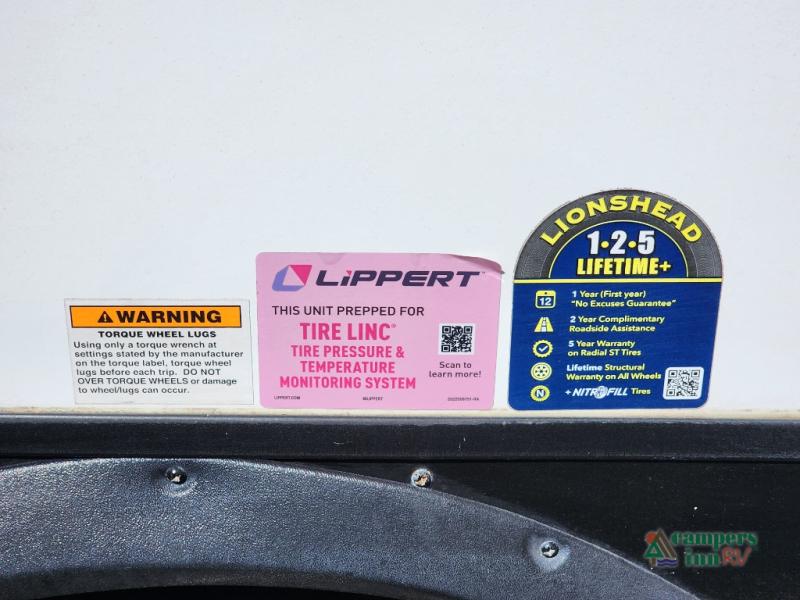 WARNING
TORQUE WHEEL LUGS
Using only a torque wrench at
settings stated by the manufacturer
on the torque label, torque wheel
lugs before each trip. DO NOT
OVER TORQUE WHEELS or damage
to wheel/lugs can occur.
LiPPERT
THIS UNIT PREPPED FOR
TIRE LINC®
TIRE PRESSURE &
TEMPERATURE
MONITORING SYSTEM
Scan to
learn more!
LIPPERT.COM
LIONSHEAD
1•2•5
LIFETIME+
12
1 Year (First year)
"No Excuses Guarantee"
2 Year Complimentary
Roadside Assistance
5 Year Warranty
on Radial ST Tires
Lifetime Structural
Warranty on All Wheels
N
+ NITROFILL Tires
campers
inn RV